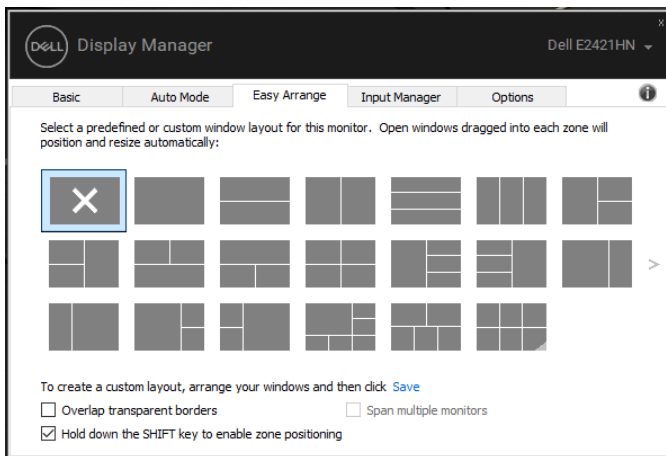 DELL Display Manager Dell E2421HN
Basic Auto Mode Easy Arrange Input Manager Options
Select a predefined or custom window layout for this monitor. Open windows dragged into each zone will
position and resize automatically:
To create a custom layout, arrange your windows and then click Save
Overlap transparent borders Span multiple monitors
Hold down the SHIFT key to enable zone positioning